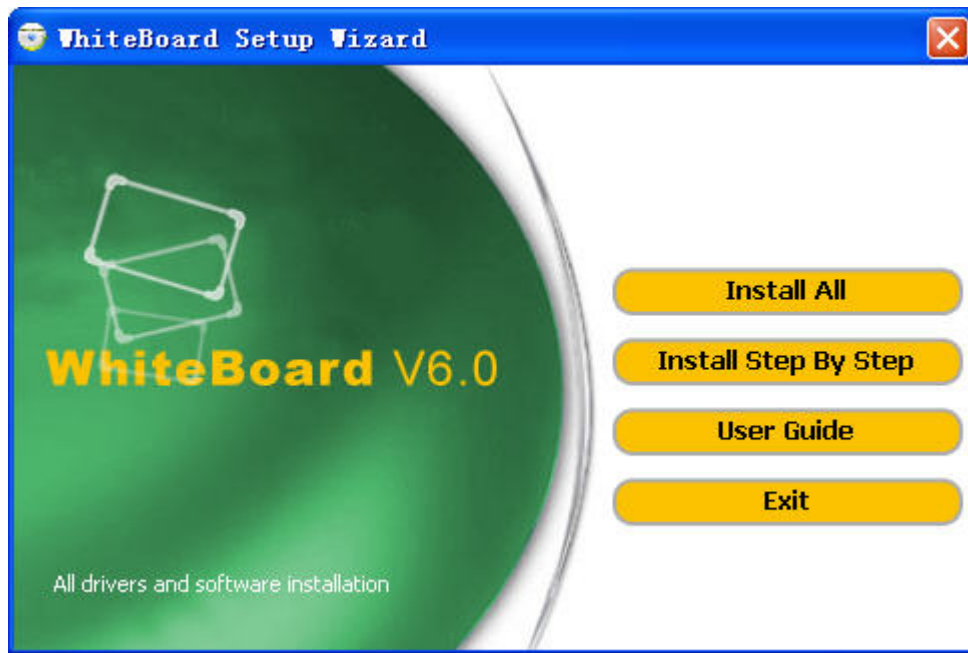 WhiteBoard Setup Wizard
Install All
Install Step By Step
WhiteBoard V6.0
User Guide
Exit
All drivers and software installation